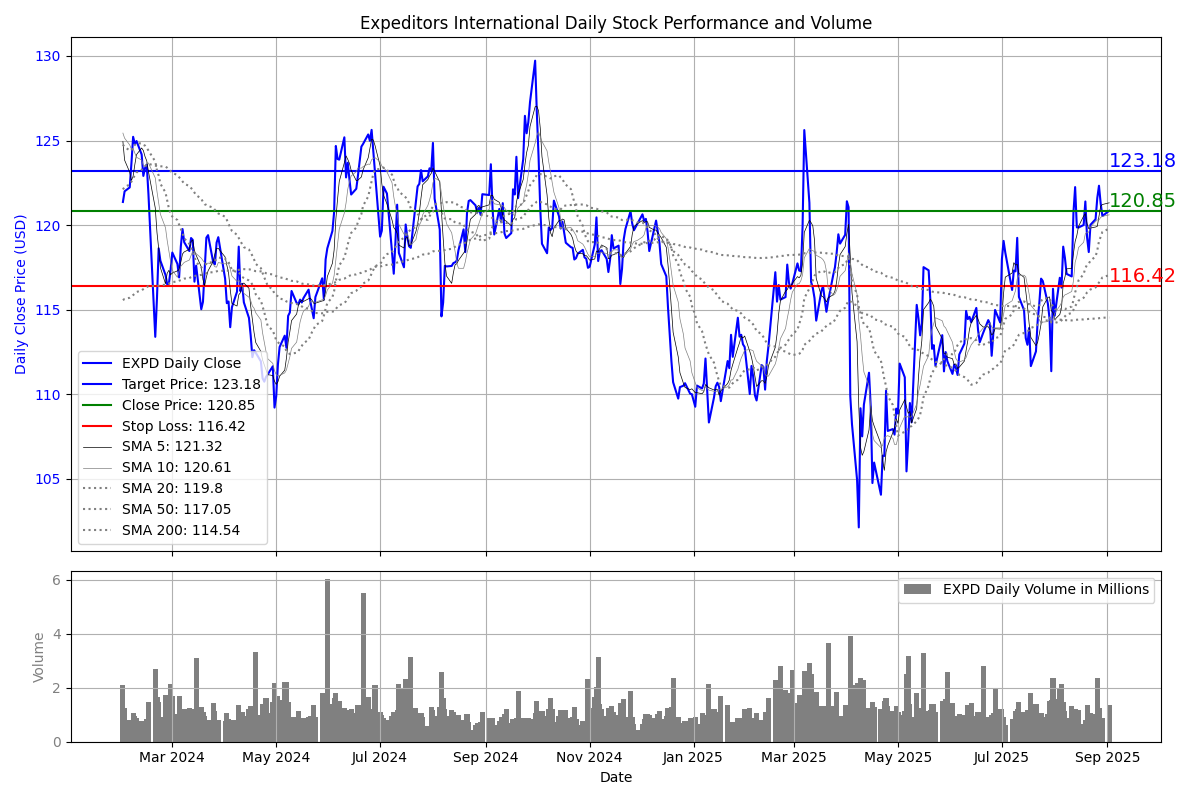 Expeditors International Daily Stock Performance and Volume
130
125
120
115
110
105
Daily Close Price (USD)
123.18
120.85
116.42
EXPD Daily Close
Target Price: 123.18
Close Price: 120.85
Stop Loss: 116.42
SMA 5: 121.32
SMA 10: 120.61
SMA 20: 119.8
SMA 50: 117.05
SMA 200: 114.54
6
4
2
0
Volume
EXPD Daily Volume in Millions
Mar 2024 May 2024 Jul 2024 Sep 2024 Nov 2024 Jan 2025 Mar 2025 May 2025 Jul 2025 Sep 2025
Date